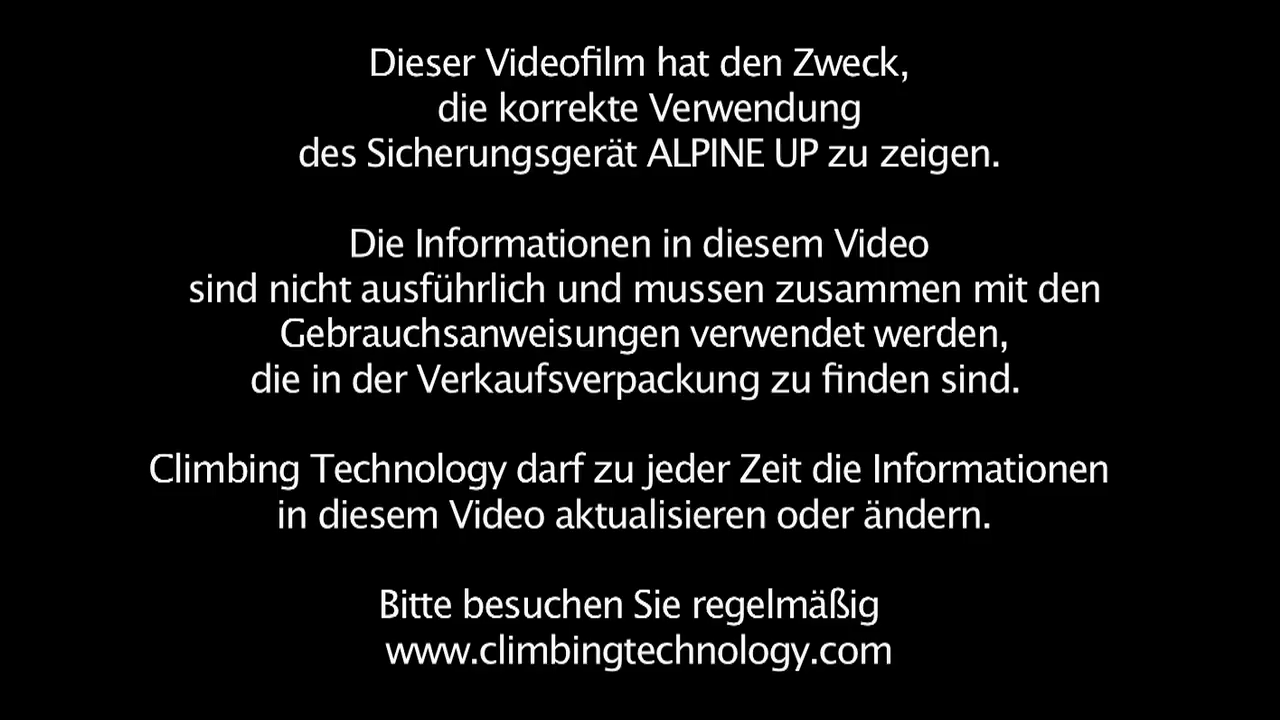 Dieser Videofilm hat den Zweck,
die korrekte Verwendung
des Sicherungsgerät ALPINE UP zu zeigen.
Die Informationen in diesem Video
sind nicht ausführlich und mussen zusammen mit den
Gebrauchsanweisungen verwendet werden,
die in der Verkaufsverpackung zu finden sind.
Climbing Technology darf zu jeder Zeit die Informationen
in diesem Video aktualisieren oder ändern.
Bitte besuchen Sie regelmäßig
www.climbingtechnology.com